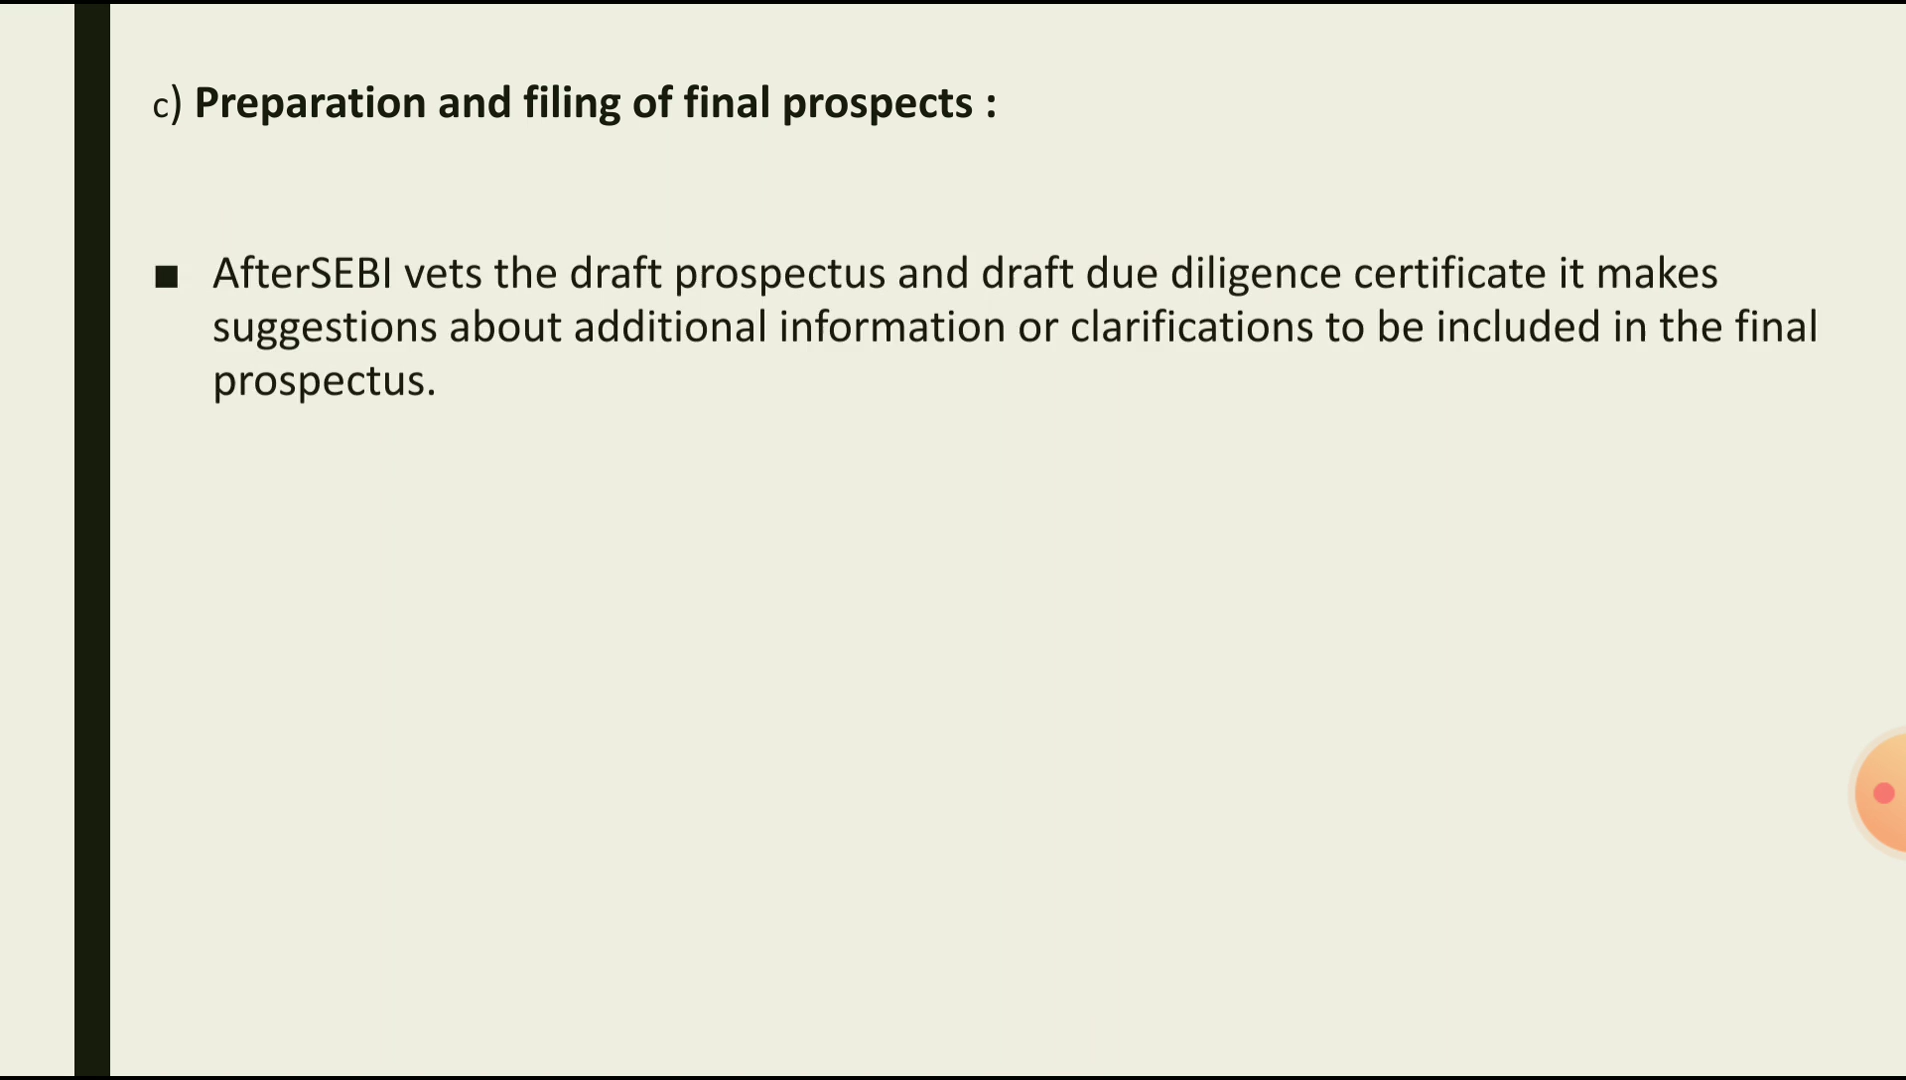 c) Preparation and filing of final prospects :
AfterSEBI vets the draft prospectus and draft due diligence certificate it makes
suggestions about additional information or clarifications to be included in the final
prospectus.